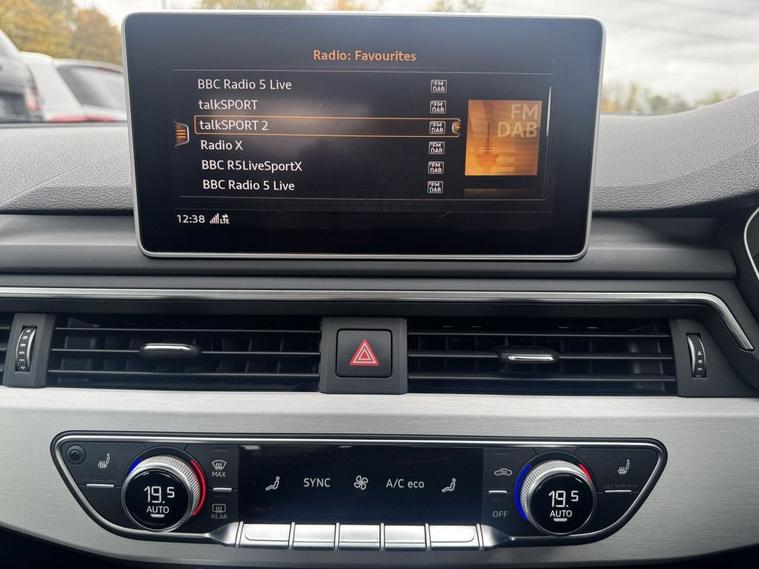 Radio: Favourites
BBC Radio 5 Live FM DAB
talkSPORT FM DAB
talkSPORT 2 FM DAB
Radio X FM DAB
BBC R5LiveSportX FM DAB
BBC Radio 5 Live FM DAB
FM
DAB
12:38 LTE
MAX
SYNC
A/C eco
19.5
AUTO
REAR
OFF
19.5
AUTO